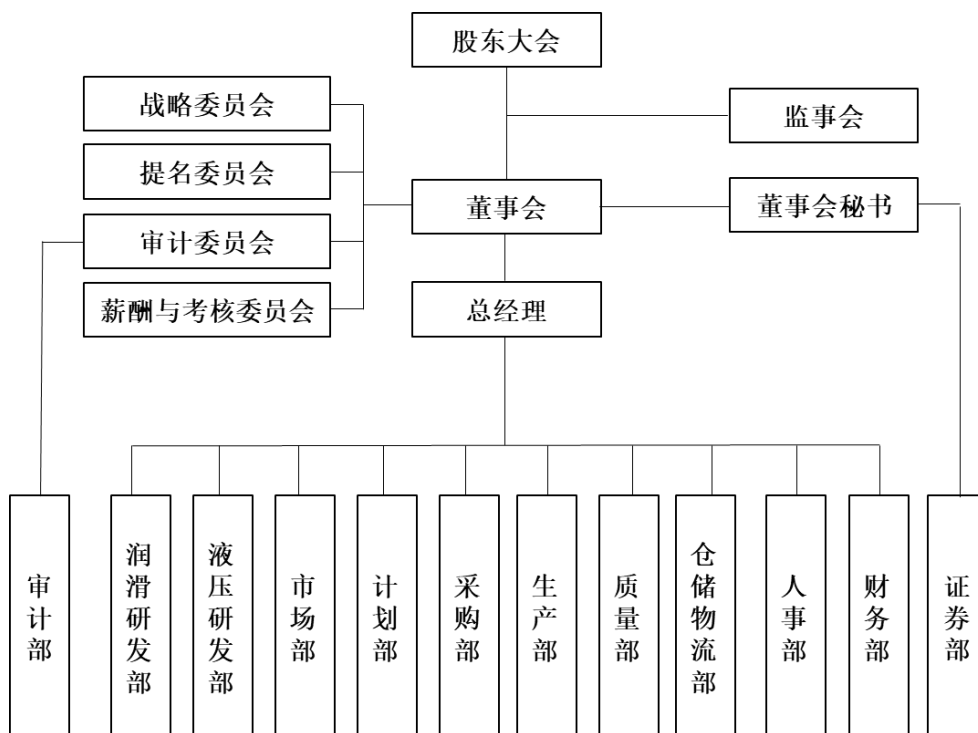 股东大会
战略委员会
监事会
提名委员会
董事会
董事会秘书
审计委员会
薪酬与考核委员会
总经理
审计部
润滑研发部
液压研发部
市场部
计划部
采购部
生产部
质量部
仓储物流部
人事部
财务部
证券部